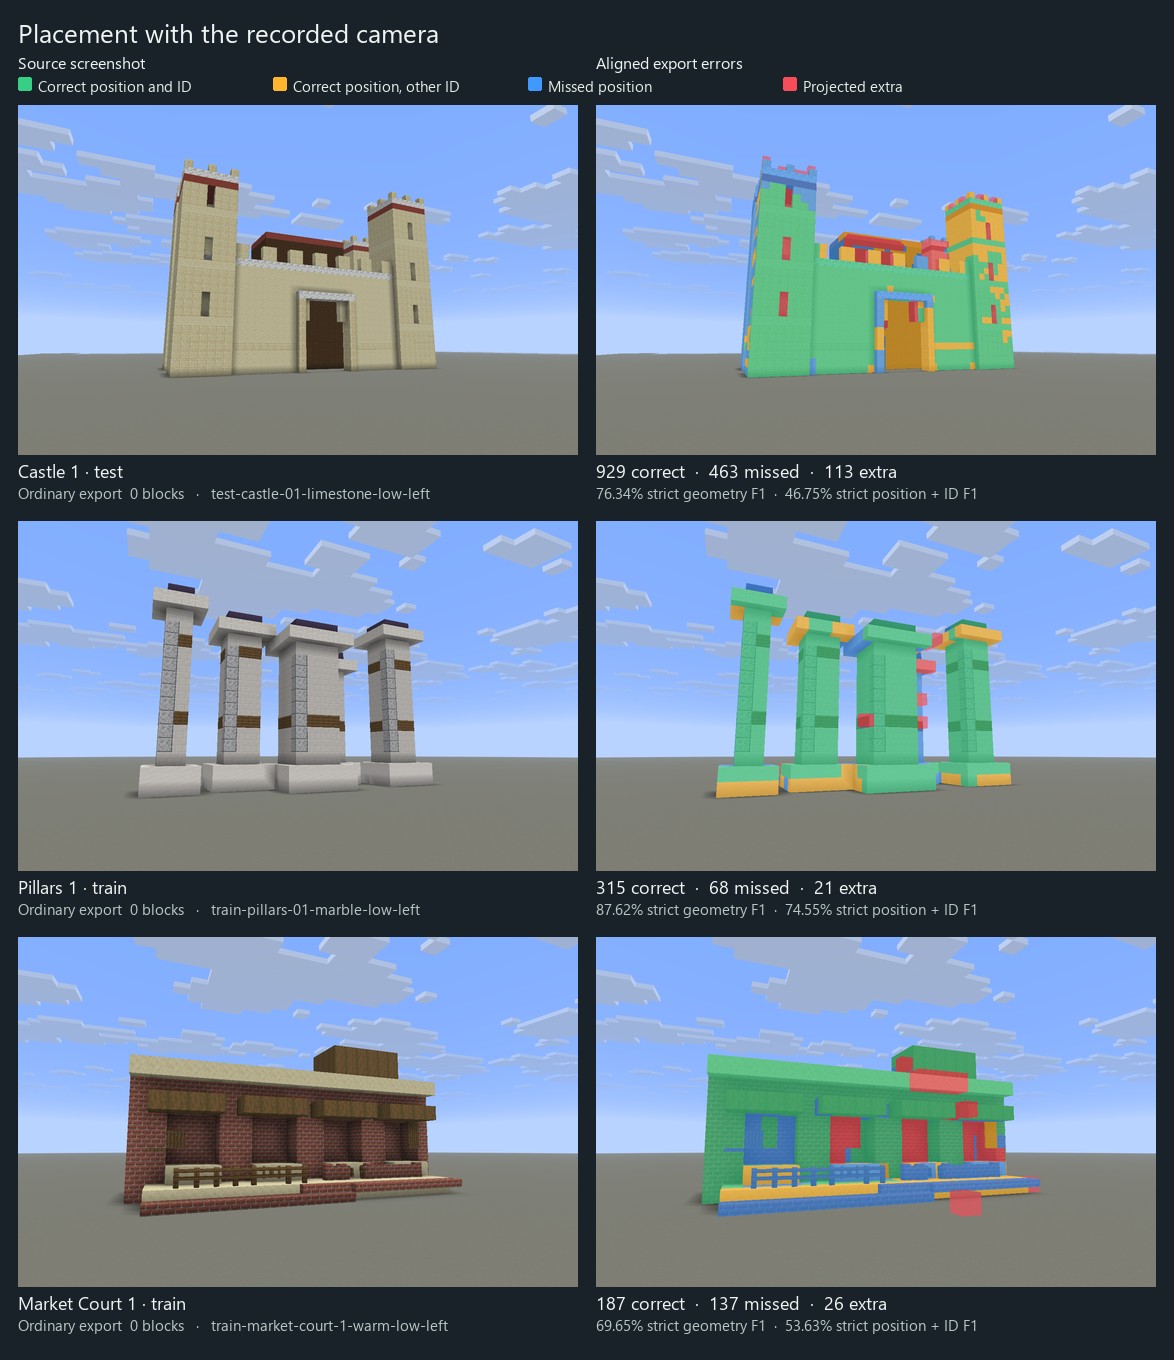 Placement with the recorded camera
Source screenshot
Aligned export errors
Correct position and ID
Correct position, other ID
Missed position
Projected extra
Castle 1 · test
Ordinary export 0 blocks · test-castle-01-limestone-low-left
929 correct · 463 missed · 113 extra
76.34% strict geometry F1 · 46.75% strict position + ID F1
Pillars 1 · train
Ordinary export 0 blocks · train-pillars-01-marble-low-left
315 correct · 68 missed · 21 extra
87.62% strict geometry F1 · 74.55% strict position + ID F1
Market Court 1 · train
Ordinary export 0 blocks · train-market-court-1-warm-low-left
187 correct · 137 missed · 26 extra
69.65% strict geometry F1 · 53.63% strict position + ID F1